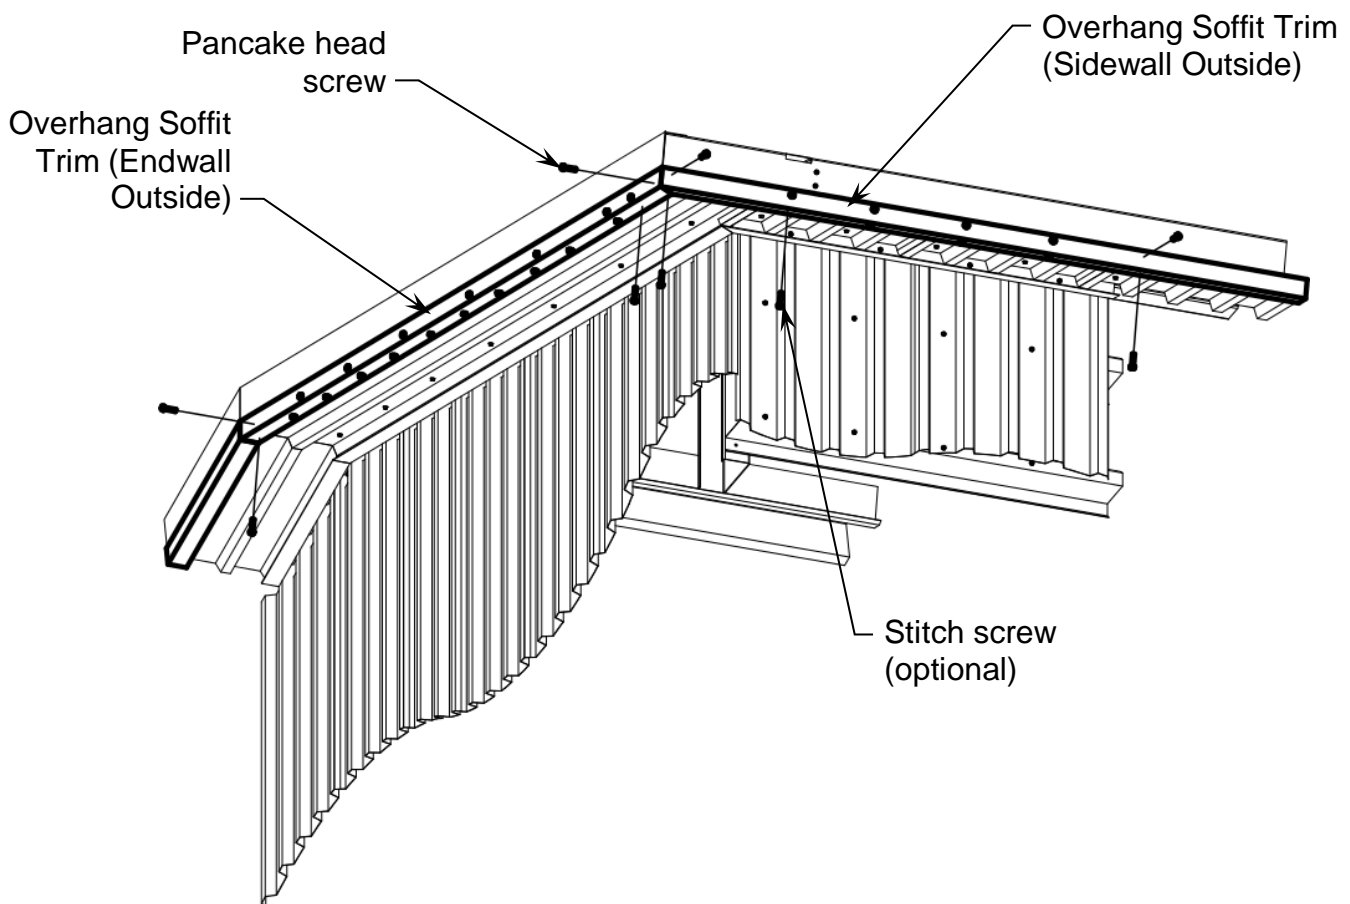 Pancake head
screw
Overhang Soffit Trim
(Sidewall Outside)
Overhang Soffit
Trim (Endwall
Outside)
Stitch screw
(optional)